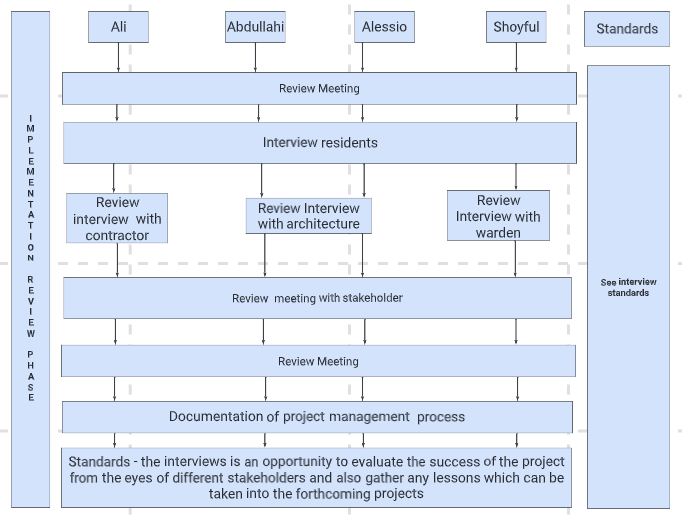 Ali
Abdullahi
Alessio
Shoyful
Standards
Review Meeting
Interview residents
Review
interview with
contractor
Review Interview
with architecture
Review
Interview with
warden
Review meeting with stakeholder
Review Meeting
Documentation of project management process
Standards - the interviews is an opportunity to evaluate the success of the project
from the eyes of different stakeholders and also gather any lessons which can be
taken into the forthcoming projects
IMPLEMENTATION REVIEW PHASE
See interview
standards